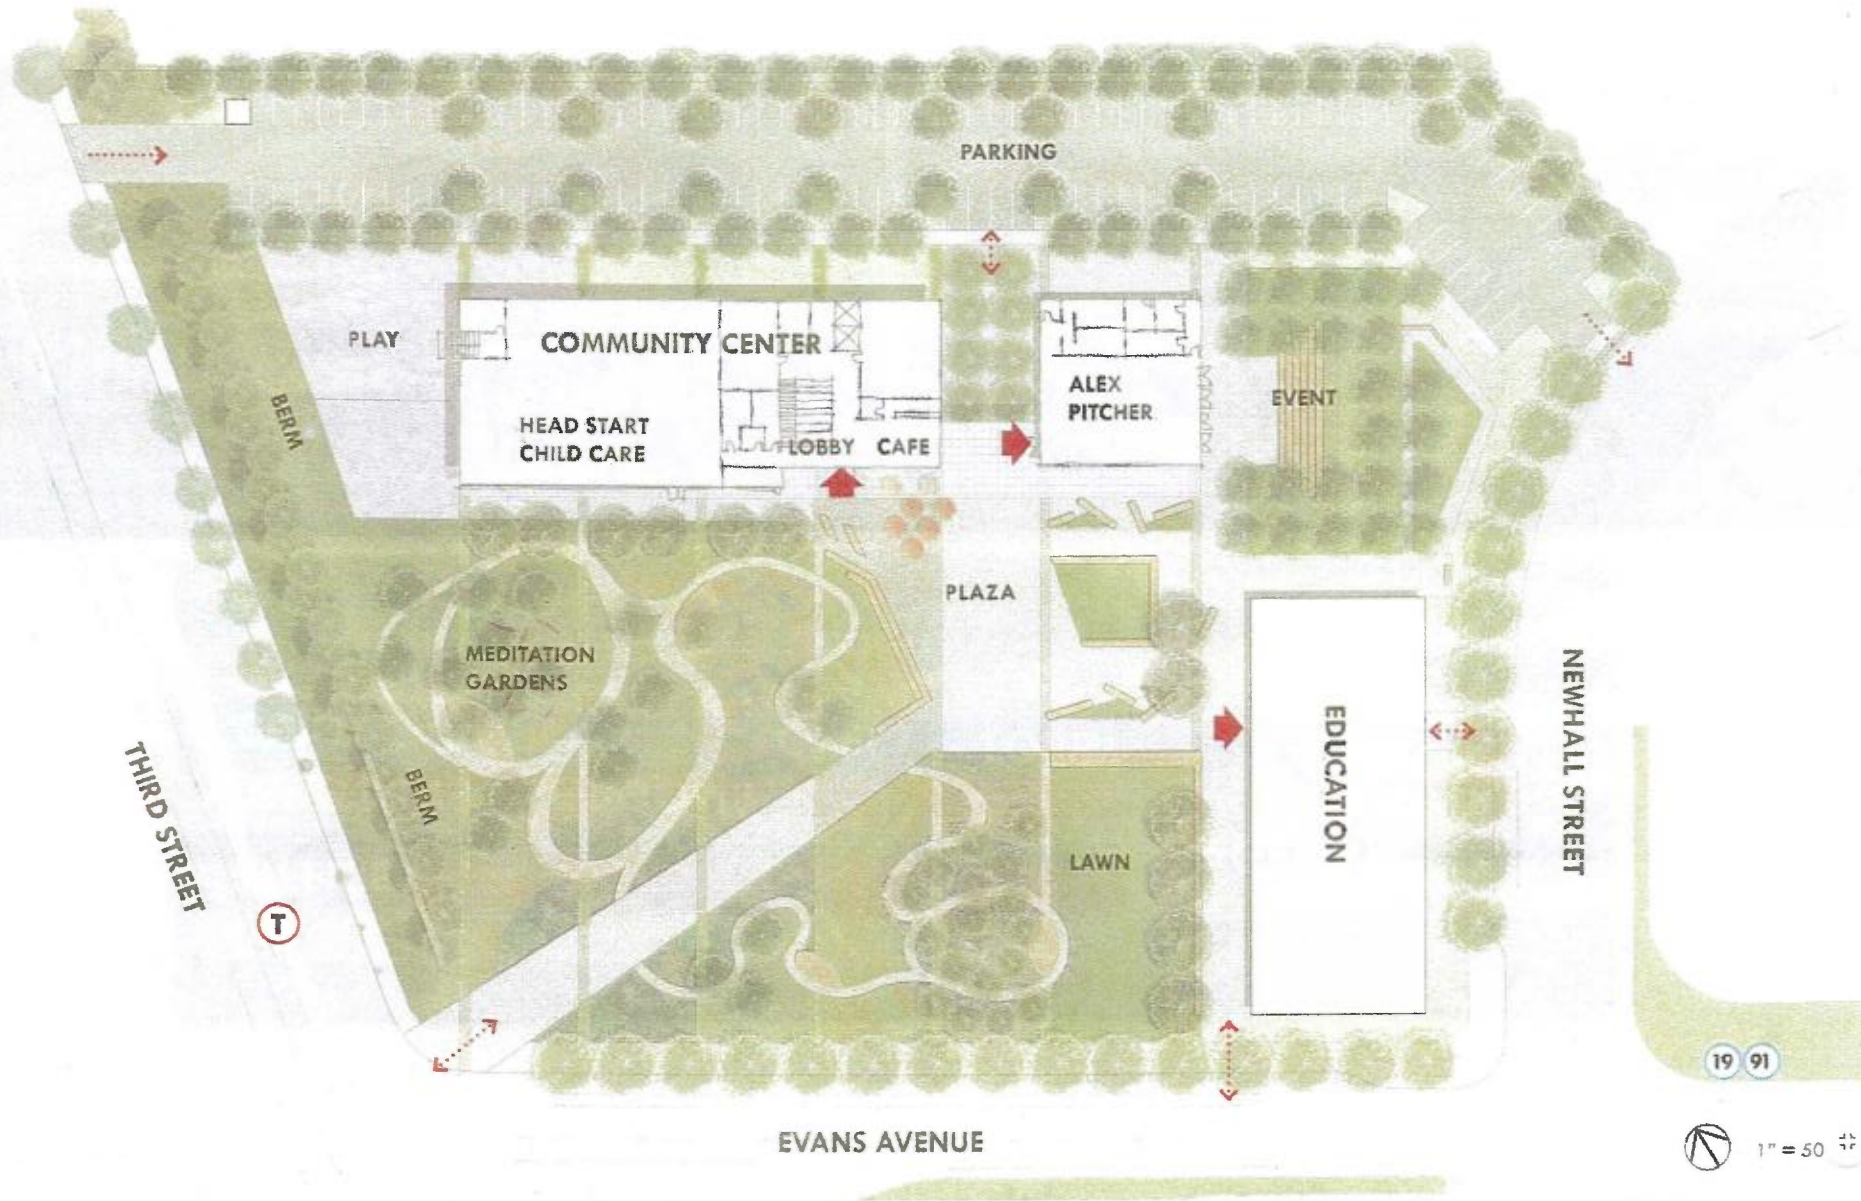 PARKING
PLAY
COMMUNITY CENTER
HEAD START
CHILD CARE
LOBBY CAFE
ALEX
PITCHER
EVENT
BERM
PLAZA
MEDITATION
GARDENS
BERM
LAWN
EDUCATION
THIRD STREET
NEWHALL STREET
T
19 91
EVANS AVENUE
1" = 50